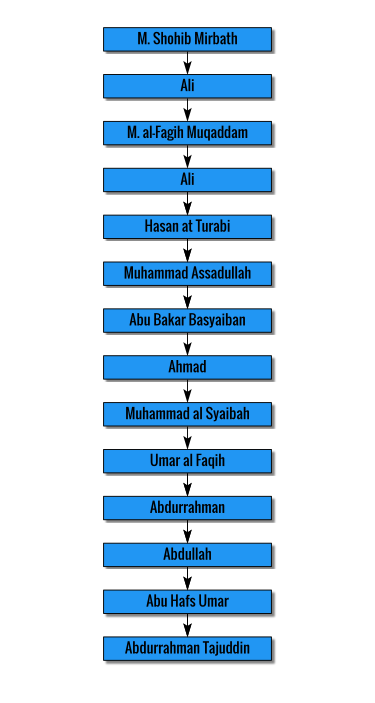 M. Shohib Mirbath
Ali
M. al-Fagih Muqaddam
Ali
Hasan at Turabi
Muhammad Assadullah
Abu Bakar Basyaiban
Ahmad
Muhammad al Syaibah
Umar al Faqih
Abdurrahman
Abdullah
Abu Hafs Umar
Abdurrahman Tajuddin